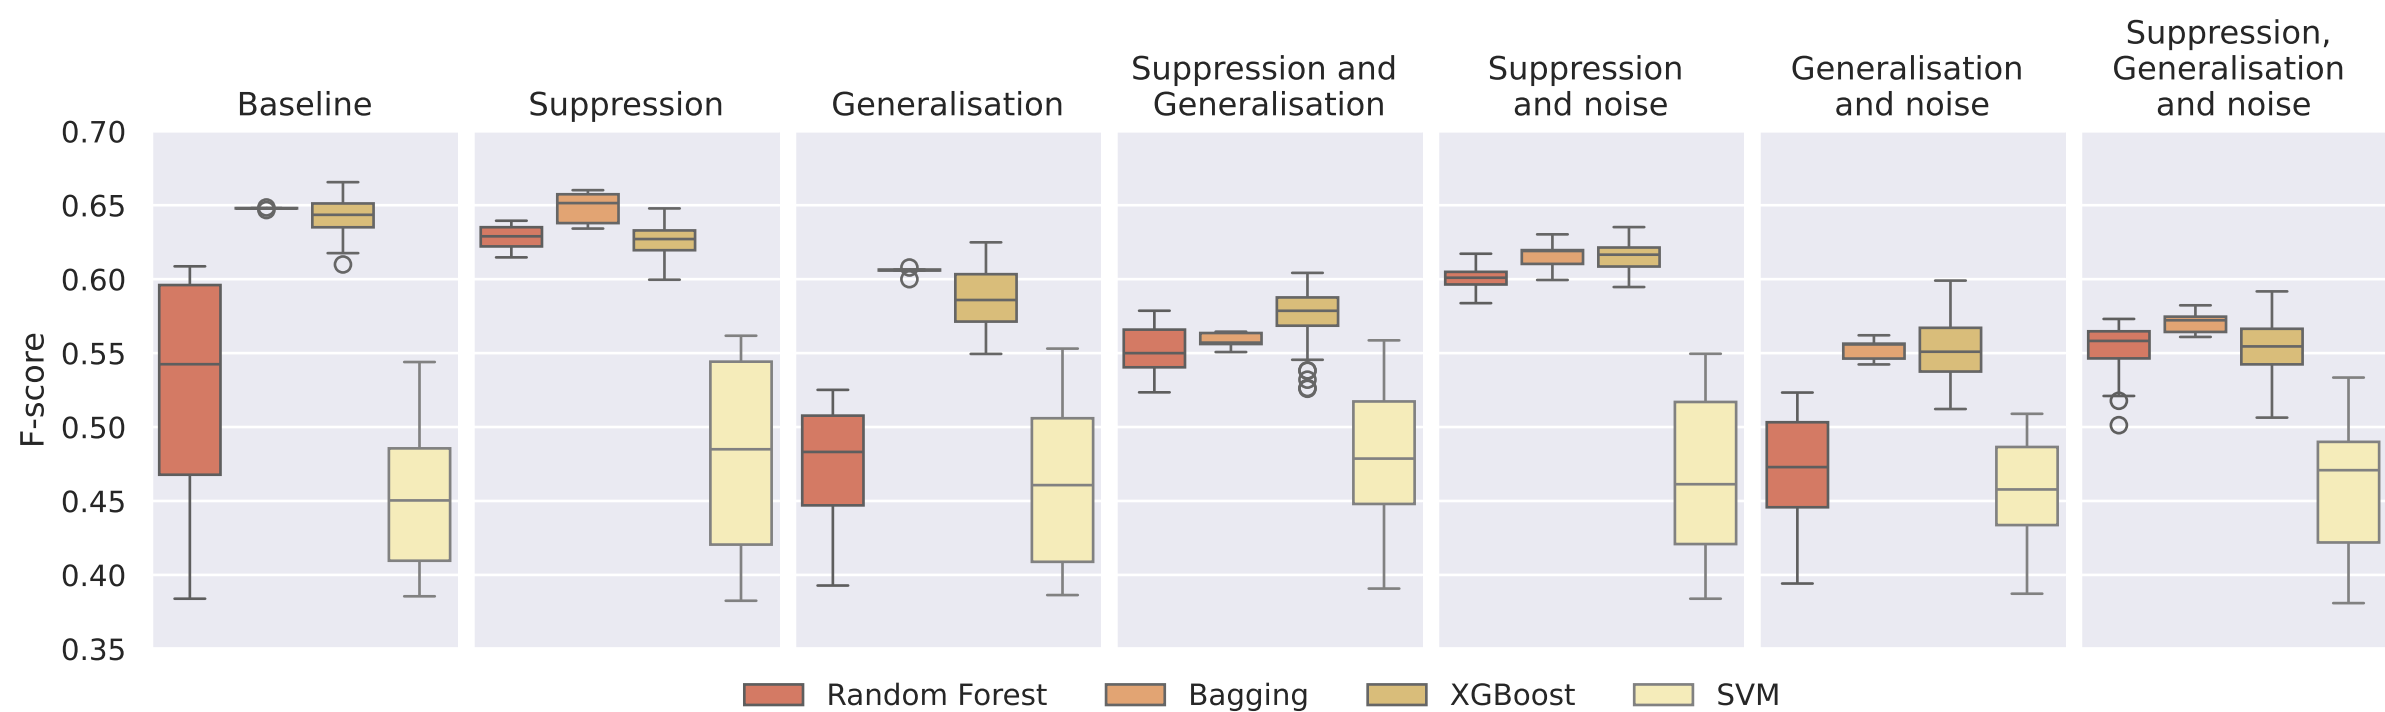 Baseline
Suppression
Generalisation
Suppression and
Generalisation
Suppression
and noise
Generalisation
and noise
Suppression,
Generalisation
and noise
0.70
0.65
0.60
0.55
0.50
0.45
0.40
0.35
F-score
Random Forest
Bagging
XGBoost
SVM